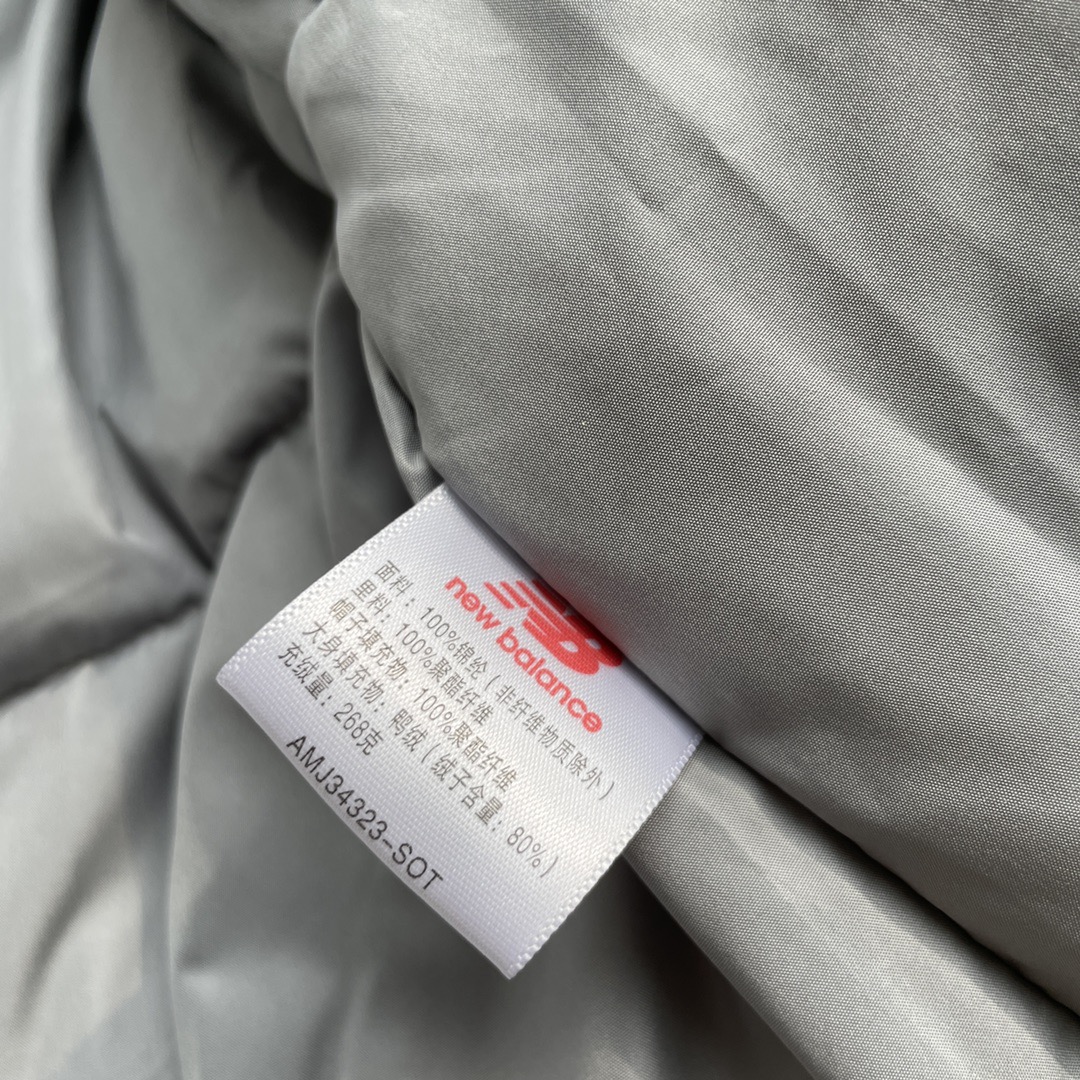 NB
new balance
面料：100%锦纶（非纤维物质除外）
里料：100%聚酯纤维
帽子填充物：100%聚酯纤维
大身填充物：鸭绒（绒子含量：80%）
充绒量：268克
AMJ34323-SOT